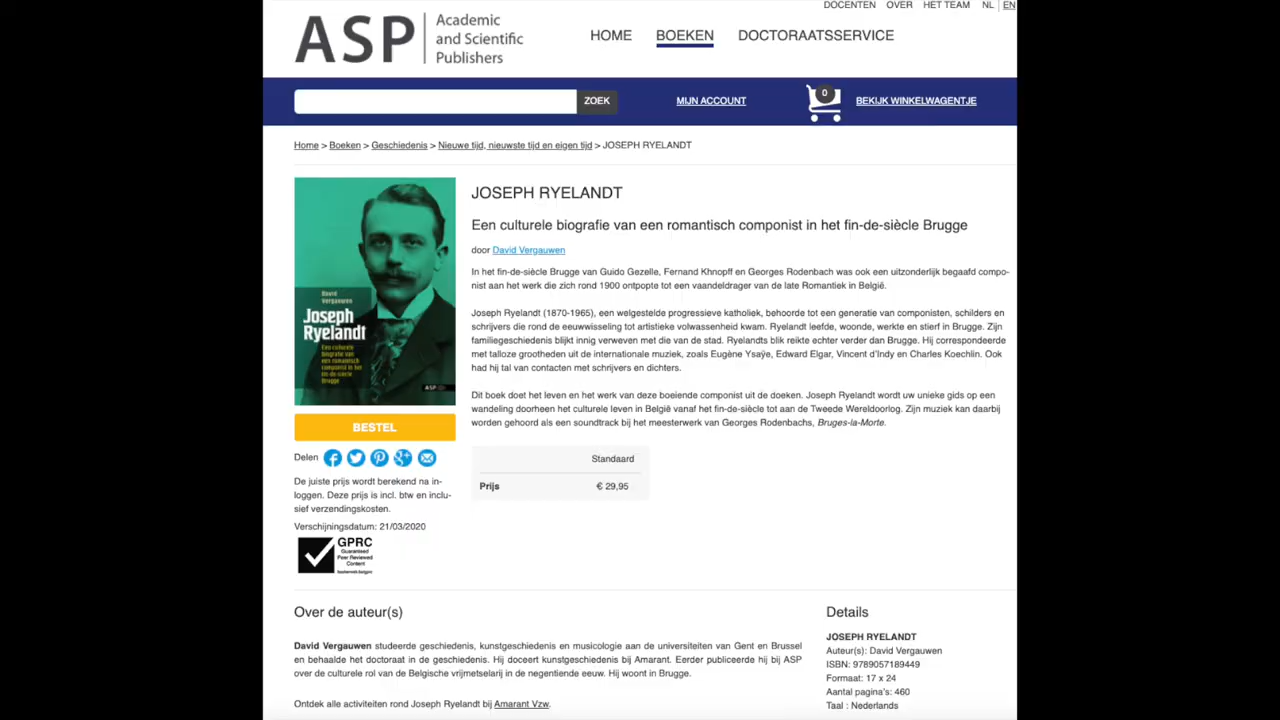 DOCENTEN OVER HET TEAM NL | EN
ASP Academic and Scientific Publishers
HOME BOEKEN DOCTORAATSSERVICE
ZOEK MIJN ACCOUNT 0 BEKIJK WINKELWAGENTJE
Home > Boeken > Geschiedenis > Nieuwe tijd, nieuwste tijd en eigen tijd > JOSEPH RYELANDT
David
Vergauwen
Joseph
Ryelandt
Een culturele
biografie van
een romantisch
componist in het
fin-de-siècle
Brugge
ASP
JOSEPH RYELANDT
Een culturele biografie van een romantisch componist in het fin-de-siècle Brugge
door David Vergauwen
In het fin-de-siècle Brugge van Guido Gezelle, Fernand Khnopff en Georges Rodenbach was ook een uitzonderlijk begaafd compo-
nist aan het werk die zich rond 1900 ontpopte tot een vaandeldrager van de late Romantiek in België.
Joseph Ryelandt (1870-1965), een welgestelde progressieve katholiek, behoorde tot een generatie van componisten, schilders en
schrijvers die rond de eeuwwisseling tot artistieke volwassenheid kwam. Ryelandt leefde, woonde, werkte en stierf in Brugge. Zijn
familiegeschiedenis blijkt innig verweven met die van de stad. Ryelandts blik reikte echter verder dan Brugge. Hij correspondeerde
met talloze grootheden uit de internationale muziek, zoals Eugène Ysaÿe, Edward Elgar, Vincent d'Indy en Charles Koechlin. Ook
had hij tal van contacten met schrijvers en dichters.
Dit boek doet het leven en het werk van deze boeiende componist uit de doeken. Joseph Ryelandt wordt uw unieke gids op een
wandeling doorheen het culturele leven in België vanaf het fin-de-siècle tot aan de Tweede Wereldoorlog. Zijn muziek kan daarbij
worden gehoord als een soundtrack bij het meesterwerk van Georges Rodenbachs, Bruges-la-Morte.
Standaard
Prijs € 29,95
BESTEL
Delen
De juiste prijs wordt berekend na in-
loggen. Deze prijs is incl. btw en inclu-
sief verzendingskosten.
Verschijningsdatum: 21/03/2020
GPRC
Guaranteed
Peer Reviewed
Content
Over de auteur(s)
David Vergauwen studeerde geschiedenis, kunstgeschiedenis en musicologie aan de universiteiten van Gent en Brussel
en behaalde het doctoraat in de geschiedenis. Hij doceert kunstgeschiedenis bij Amarant. Eerder publiceerde hij bij ASP
over de culturele rol van de Belgische vrijmetselarij in de negentiende eeuw. Hij woont in Brugge.
Ontdek alle activiteiten rond Joseph Ryelandt bij Amarant Vzw.
Details
JOSEPH RYELANDT
Auteur(s): David Vergauwen
ISBN: 9789057189449
Formaat: 17 x 24
Aantal pagina's: 460
Taal : Nederlands